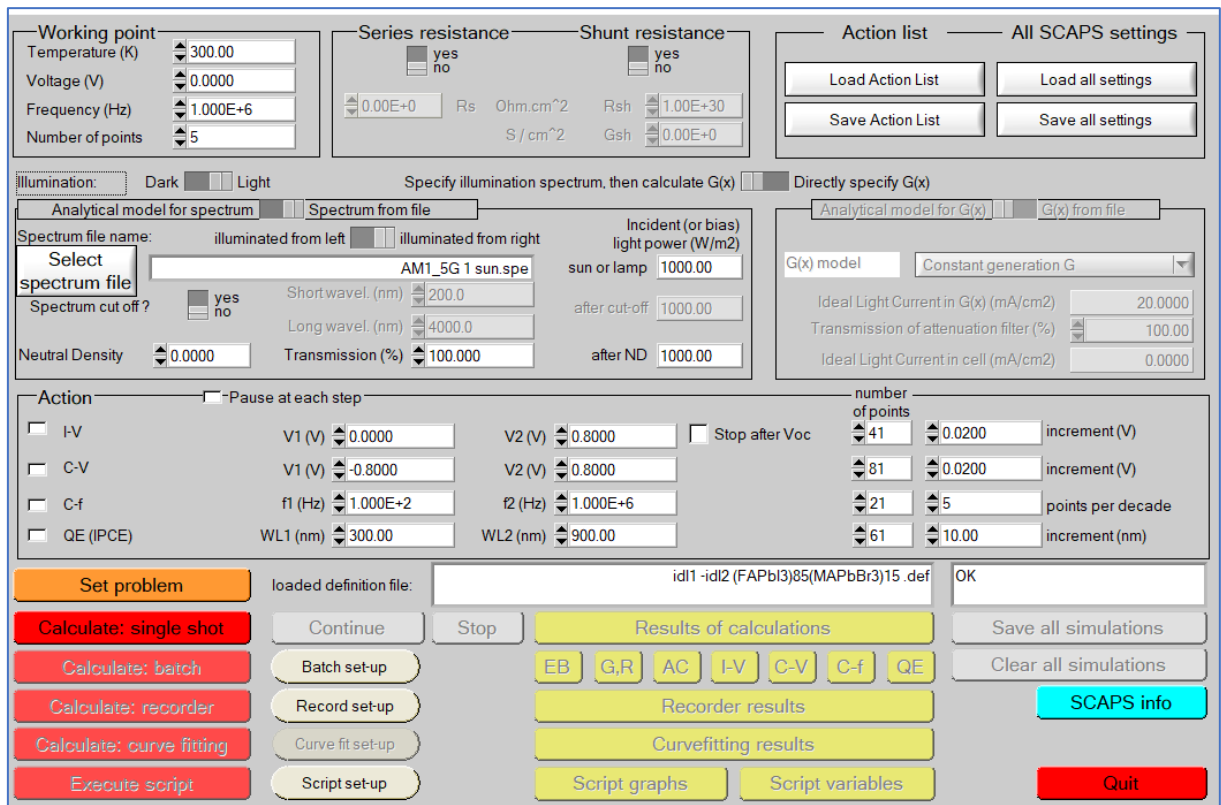 Working point
Temperature (K) 300.00
Voltage (V) 0.0000
Frequency (Hz) 1.000E+6
Number of points 5
Series resistance Shunt resistance
yes yes
no no
0.00E+0 Rs Ohm.cm^2 Rsh 1.00E+30
S / cm^2 Gsh 0.00E+0
Action list All SCAPS settings
Load Action List Load all settings
Save Action List Save all settings
Illumination: Dark Light Specify illumination spectrum, then calculate G(x) Directly specify G(x)
Analytical model for spectrum Spectrum from file
Spectrum file name: illuminated from left illuminated from right
Incident (or bias)
light power (W/m2)
Select
spectrum file
AM1_5G 1 sun.spe sun or lamp 1000.00
Spectrum cut off ? yes
no
Short wavel. (nm) 200.0
Long wavel. (nm) 4000.0
after cut-off 1000.00
Neutral Density 0.0000 Transmission (%) 100.000 after ND 1000.00
Analytical model for G(x) G(x) from file
G(x) model Constant generation G
Ideal Light Current in G(x) (mA/cm2) 20.0000
Transmission of attenuation filter (%) 100.00
Ideal Light Current in cell (mA/cm2) 0.0000
Action Pause at each step
number
of points
I-V V1 (V) 0.0000 V2 (V) 0.8000 Stop after Voc 41 0.0200 increment (V)
C-V V1 (V) -0.8000 V2 (V) 0.8000 81 0.0200 increment (V)
C-f f1 (Hz) 1.000E+2 f2 (Hz) 1.000E+6 21 5 points per decade
QE (IPCE) WL1 (nm) 300.00 WL2 (nm) 900.00 61 10.00 increment (nm)
Set problem loaded definition file: idl1 -idl2 (FAPbI3)85(MAPbBr3)15 .def OK
Calculate: single shot Continue Stop Results of calculations Save all simulations
Calculate: batch Batch set-up EB G,R AC I-V C-V C-f QE Clear all simulations
Calculate: recorder Record set-up Recorder results SCAPS info
Calculate: curve fitting Curve fit set-up Curvefitting results
Execute script Script set-up Script graphs Script variables Quit